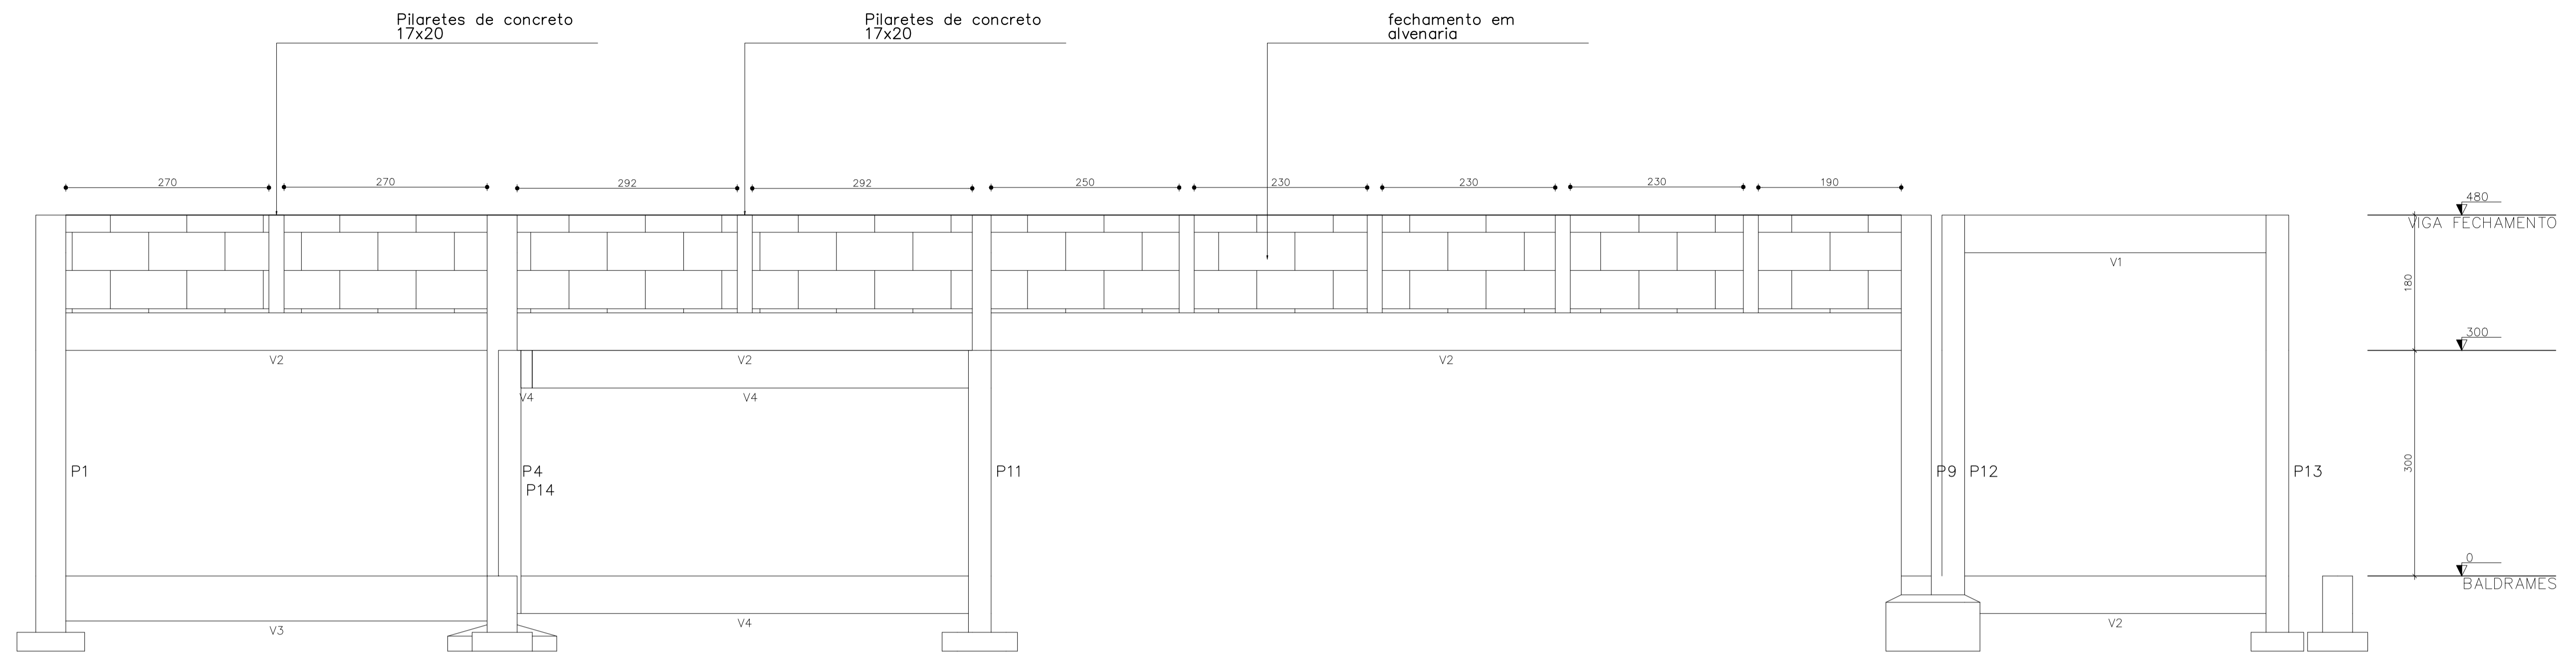 Pilaretes de concreto
17x20
Pilaretes de concreto
17x20
fechamento em
alvenaria
270
270
292
292
250
230
230
230
190
480
VIGA FECHAMENTO
V1
180
300
V2
V2
V2
V4
V4
300
P1
P4
P14
P11
P9
P12
P13
0
BALDRAMES
V3
V4
V2